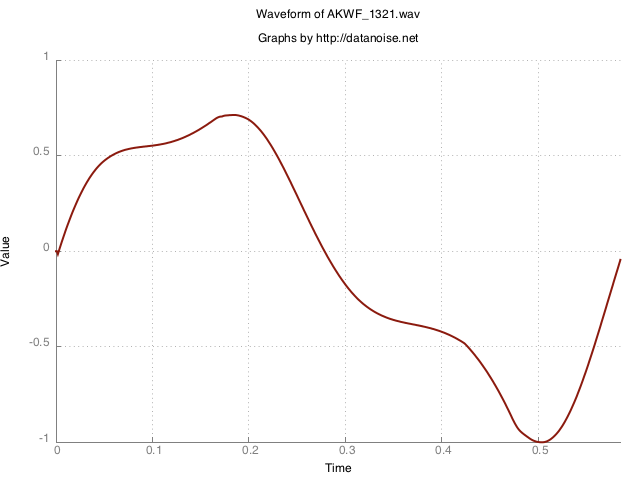 Waveform of AKWF_1321.wav
Graphs by http://datanoise.net
1
0.5
0
-0.5
-1
Value
0 0.1 0.2 0.3 0.4 0.5
Time